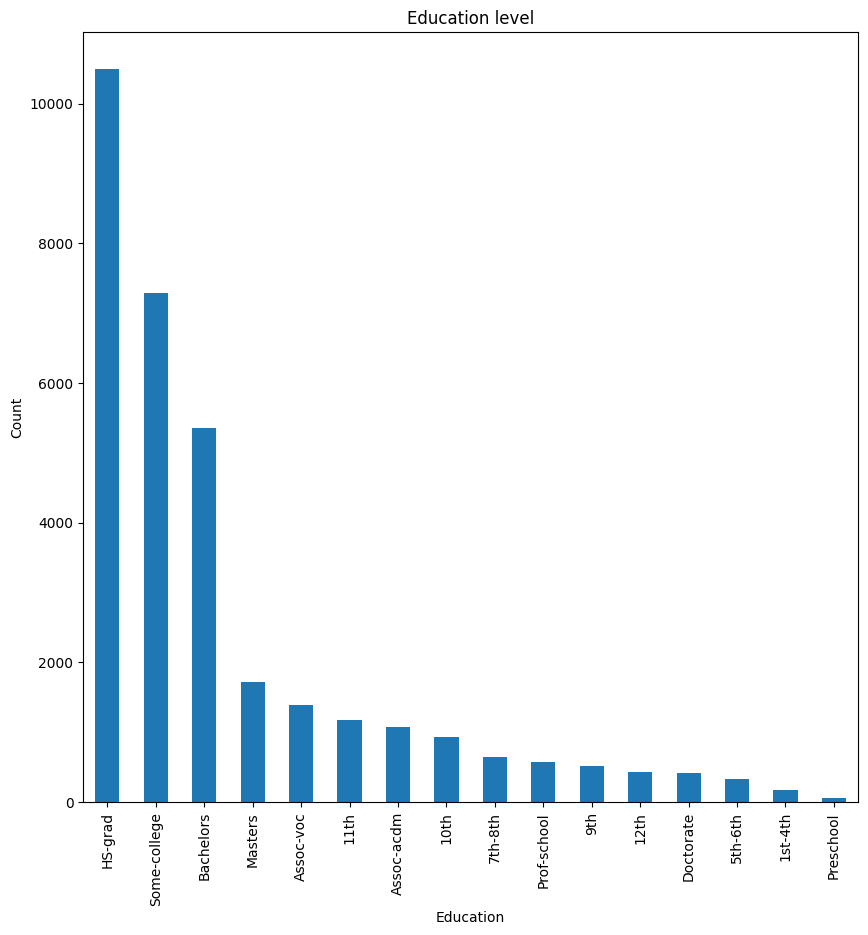 Education level
Count
10000
8000
6000
4000
2000
0
HS-grad
Some-college
Bachelors
Masters
Assoc-voc
11th
Assoc-acdm
10th
7th-8th
Prof-school
9th
12th
Doctorate
5th-6th
1st-4th
Preschool
Education